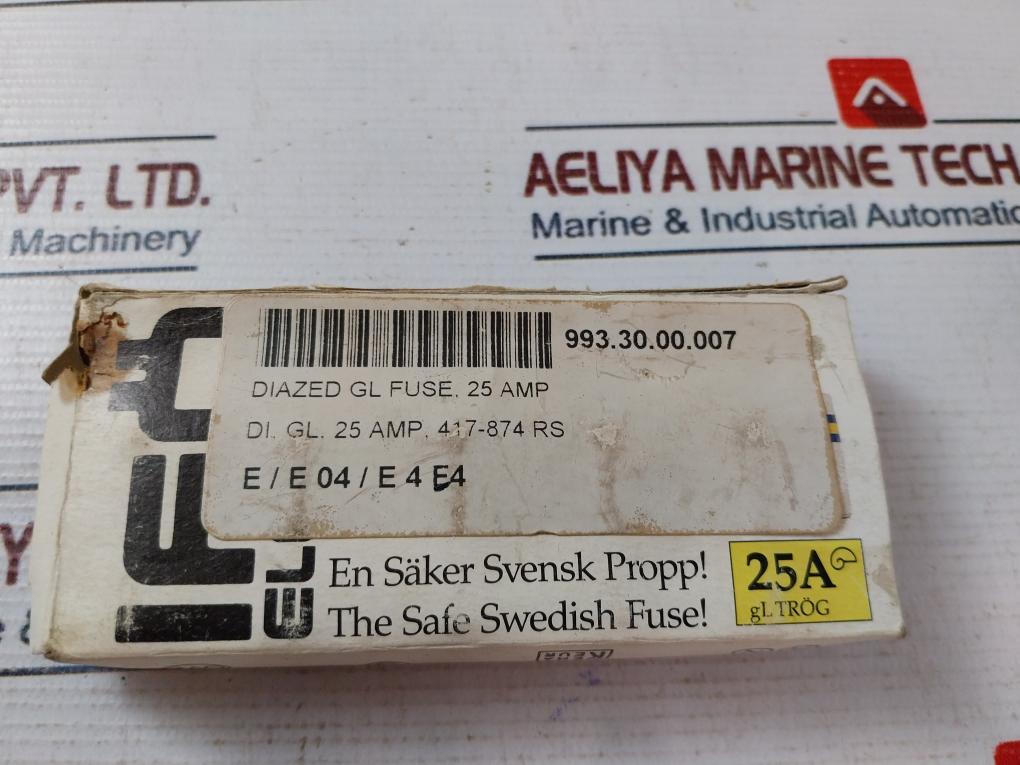 PVT. LTD.
Machinery
AELIYA MARINE TECH
Marine & Industrial Automatic
993.30.00.007
DIAZED GL FUSE, 25 AMP
DI. GL. 25 AMP, 417-874 RS
E / E 04 / E 4 E4
En Säker Svensk Propp!
The Safe Swedish Fuse!
25A
gL TRÖG